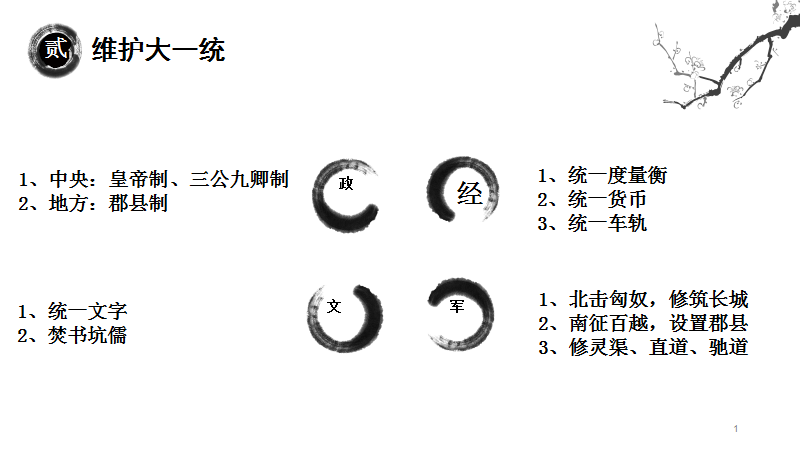 贰 维护大一统
1、中央：皇帝制、三公九卿制
2、地方：郡县制
政
经
1、统一度量衡
2、统一货币
3、统一车轨
1、统一文字
2、焚书坑儒
文
军
1、北击匈奴，修筑长城
2、南征百越，设置郡县
3、修灵渠、直道、驰道
1